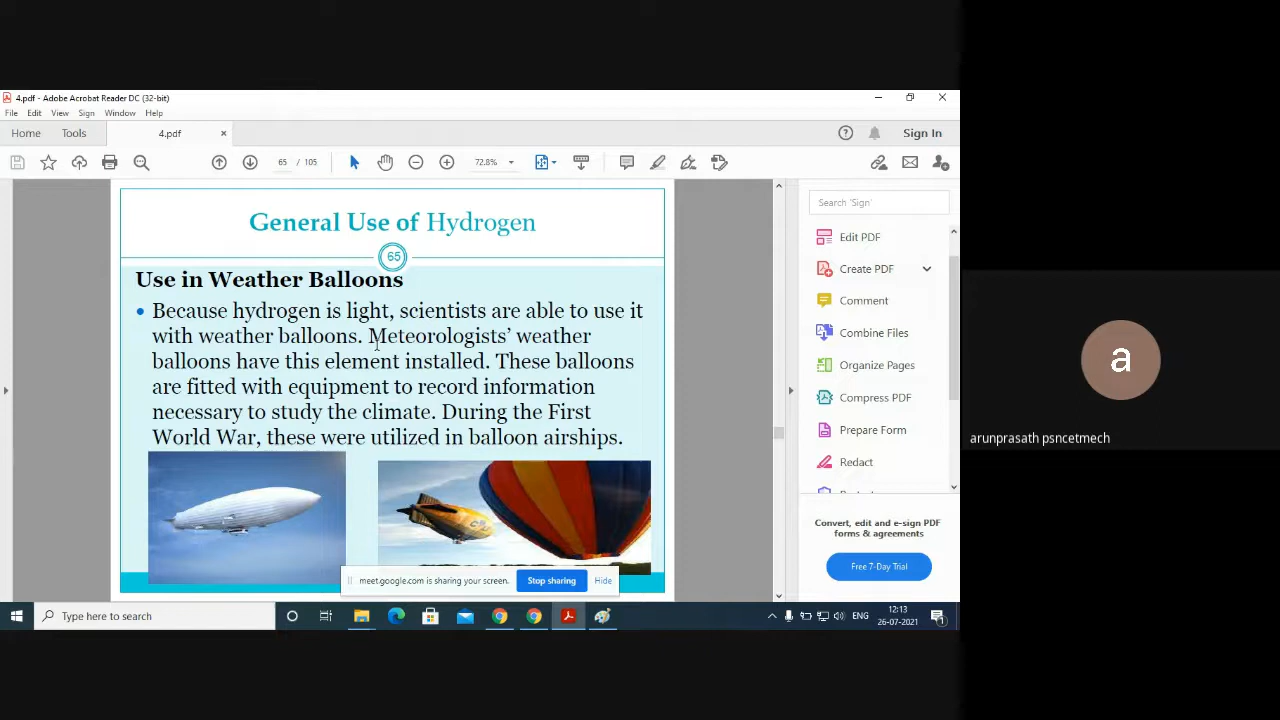 4.pdf - Adobe Acrobat Reader DC (32-bit)
File Edit View Sign Window Help
Home Tools 4.pdf × Sign In
65 / 105 72.8%
General Use of Hydrogen
65
Use in Weather Balloons
• Because hydrogen is light, scientists are able to use it
with weather balloons. Meteorologists’ weather
balloons have this element installed. These balloons
are fitted with equipment to record information
necessary to study the climate. During the First
World War, these were utilized in balloon airships.
Search 'Sign'
Edit PDF
Create PDF
Comment
Combine Files
Organize Pages
Compress PDF
Prepare Form
Redact
Convert, edit and e-sign PDF
forms & agreements
Free 7-Day Trial
meet.google.com is sharing your screen. Stop sharing Hide
Type here to search
ENG
12:13
26-07-2021
1
a
arunprasath psncetmech